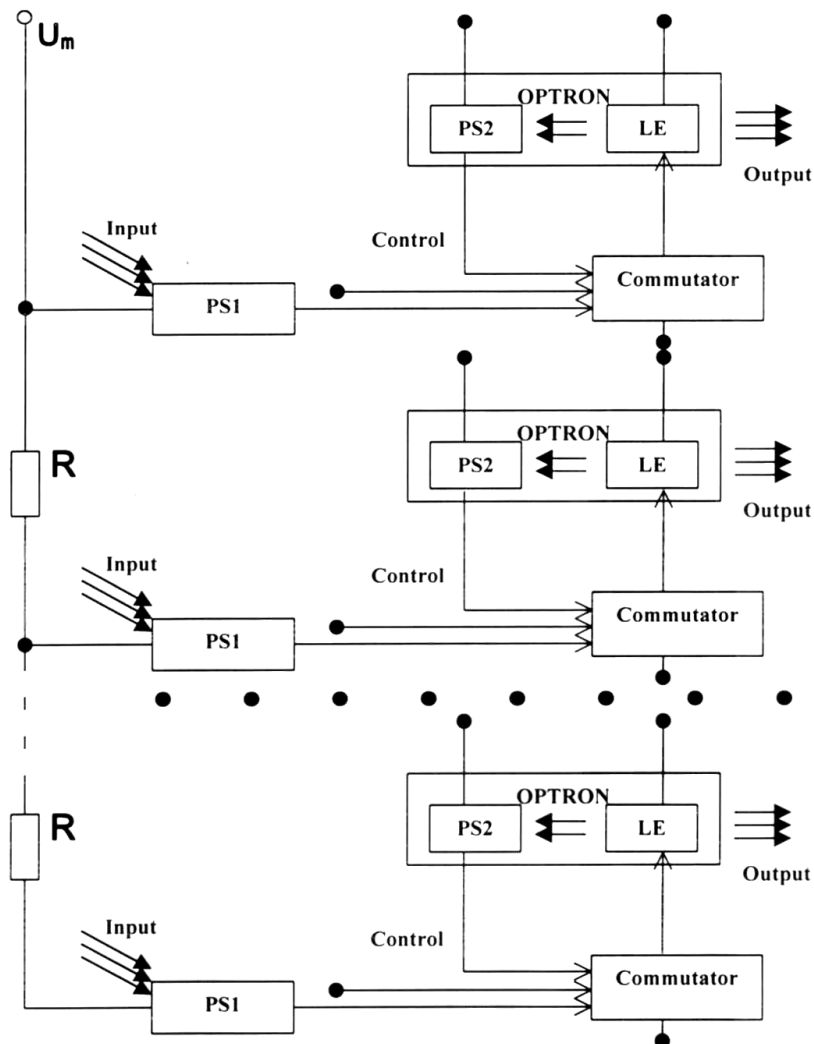 Um
OPTRON
PS2
LE
Output
Input
Control
Commutator
PS1
OPTRON
PS2
LE
R
Output
Input
Control
Commutator
PS1
OPTRON
R
PS2
LE
Output
Input
Control
Commutator
PS1